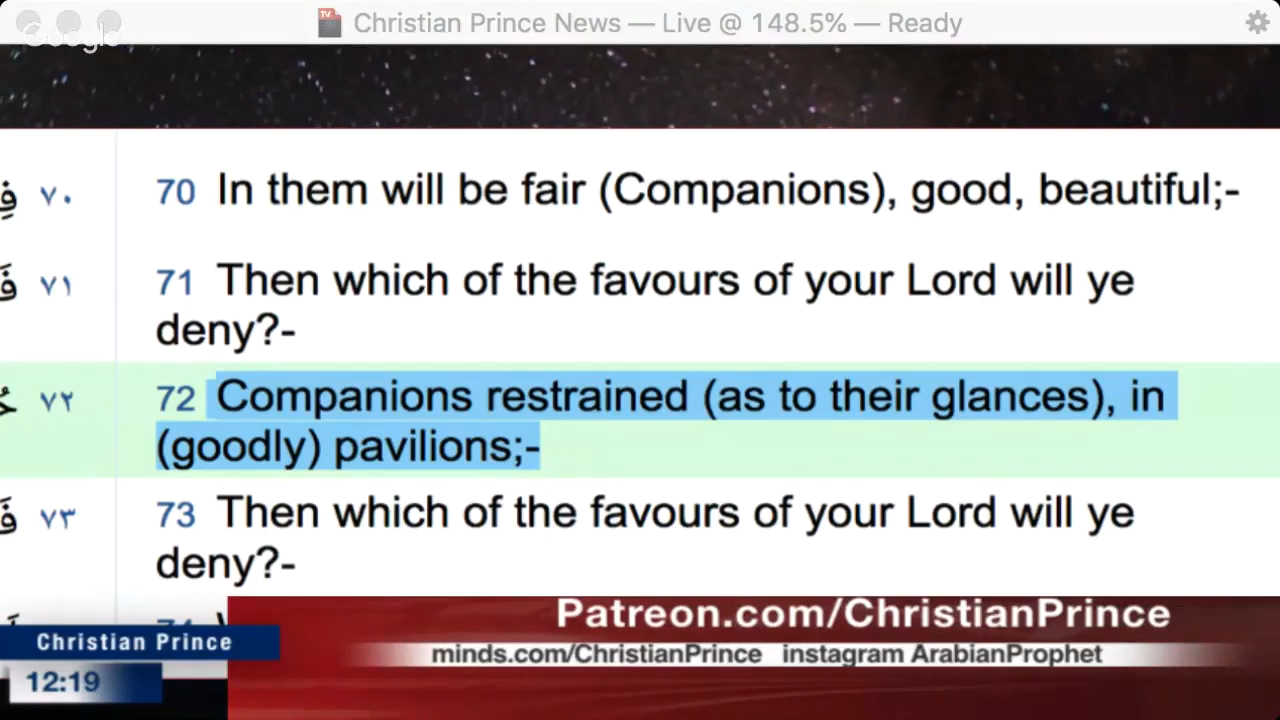 TV
Christian Prince News — Live @ 148.5% — Ready
Google
٧٠ 70 In them will be fair (Companions), good, beautiful;-
٧١ 71 Then which of the favours of your Lord will ye
deny?-
٧٢ 72 Companions restrained (as to their glances), in
(goodly) pavilions;-
٧٣ 73 Then which of the favours of your Lord will ye
deny?-
Patreon.com/ChristianPrince
Christian Prince
minds.com/ChristianPrince instagram ArabianProphet
12:19